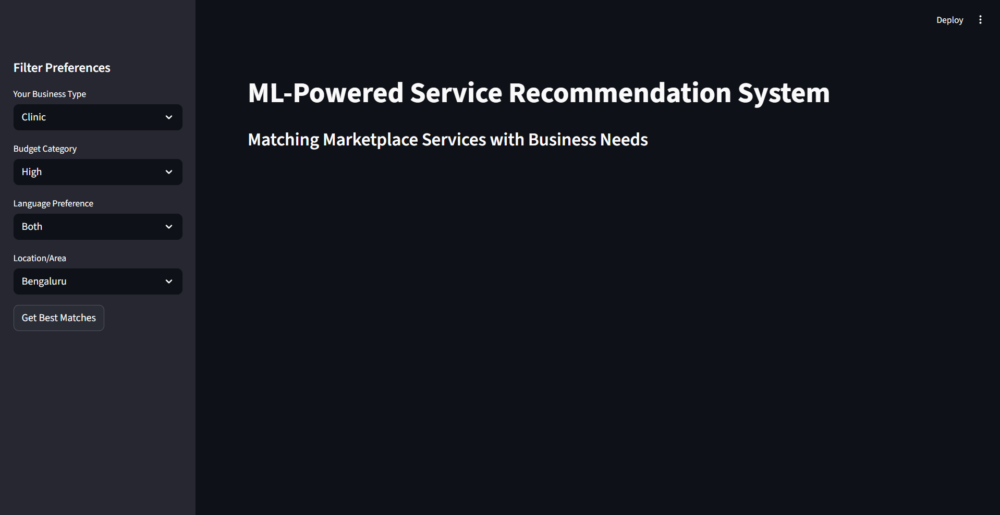 Deploy
Filter Preferences
Your Business Type
Clinic
Budget Category
High
Language Preference
Both
Location/Area
Bengaluru
Get Best Matches
ML-Powered Service Recommendation System
Matching Marketplace Services with Business Needs